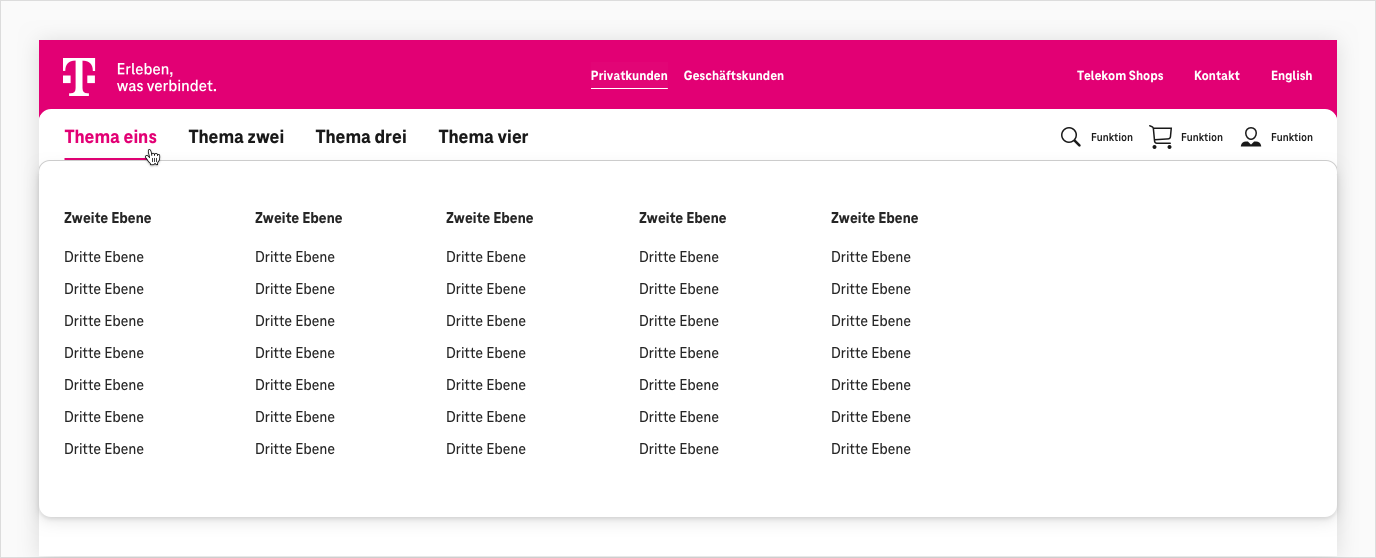 T Erleben,
was verbindet.
Privatkunden Geschäftskunden
Telekom Shops Kontakt English
Thema eins Thema zwei Thema drei Thema vier
Funktion Funktion Funktion
Zweite Ebene Zweite Ebene Zweite Ebene Zweite Ebene Zweite Ebene
Dritte Ebene Dritte Ebene Dritte Ebene Dritte Ebene Dritte Ebene
Dritte Ebene Dritte Ebene Dritte Ebene Dritte Ebene Dritte Ebene
Dritte Ebene Dritte Ebene Dritte Ebene Dritte Ebene Dritte Ebene
Dritte Ebene Dritte Ebene Dritte Ebene Dritte Ebene Dritte Ebene
Dritte Ebene Dritte Ebene Dritte Ebene Dritte Ebene Dritte Ebene
Dritte Ebene Dritte Ebene Dritte Ebene Dritte Ebene Dritte Ebene
Dritte Ebene Dritte Ebene Dritte Ebene Dritte Ebene Dritte Ebene